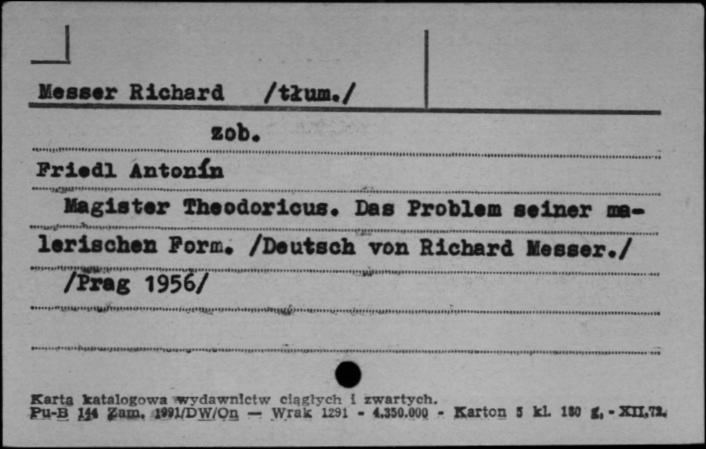 Messer Richard /tłum./
zob.
Friedl Antonín
Magister Theodoricus. Das Problem seiner ma-
lerischen Form. /Deutsch von Richard Messer./
/Prag 1956/
Karta katalogowa wydawnictw ciągłych i zwartych.
Pu-B 144 Zam. 1991/DW/Qn — Wrak 1291 - 4.350.000 - Karton 5 kl. 180 g, - XII.72.